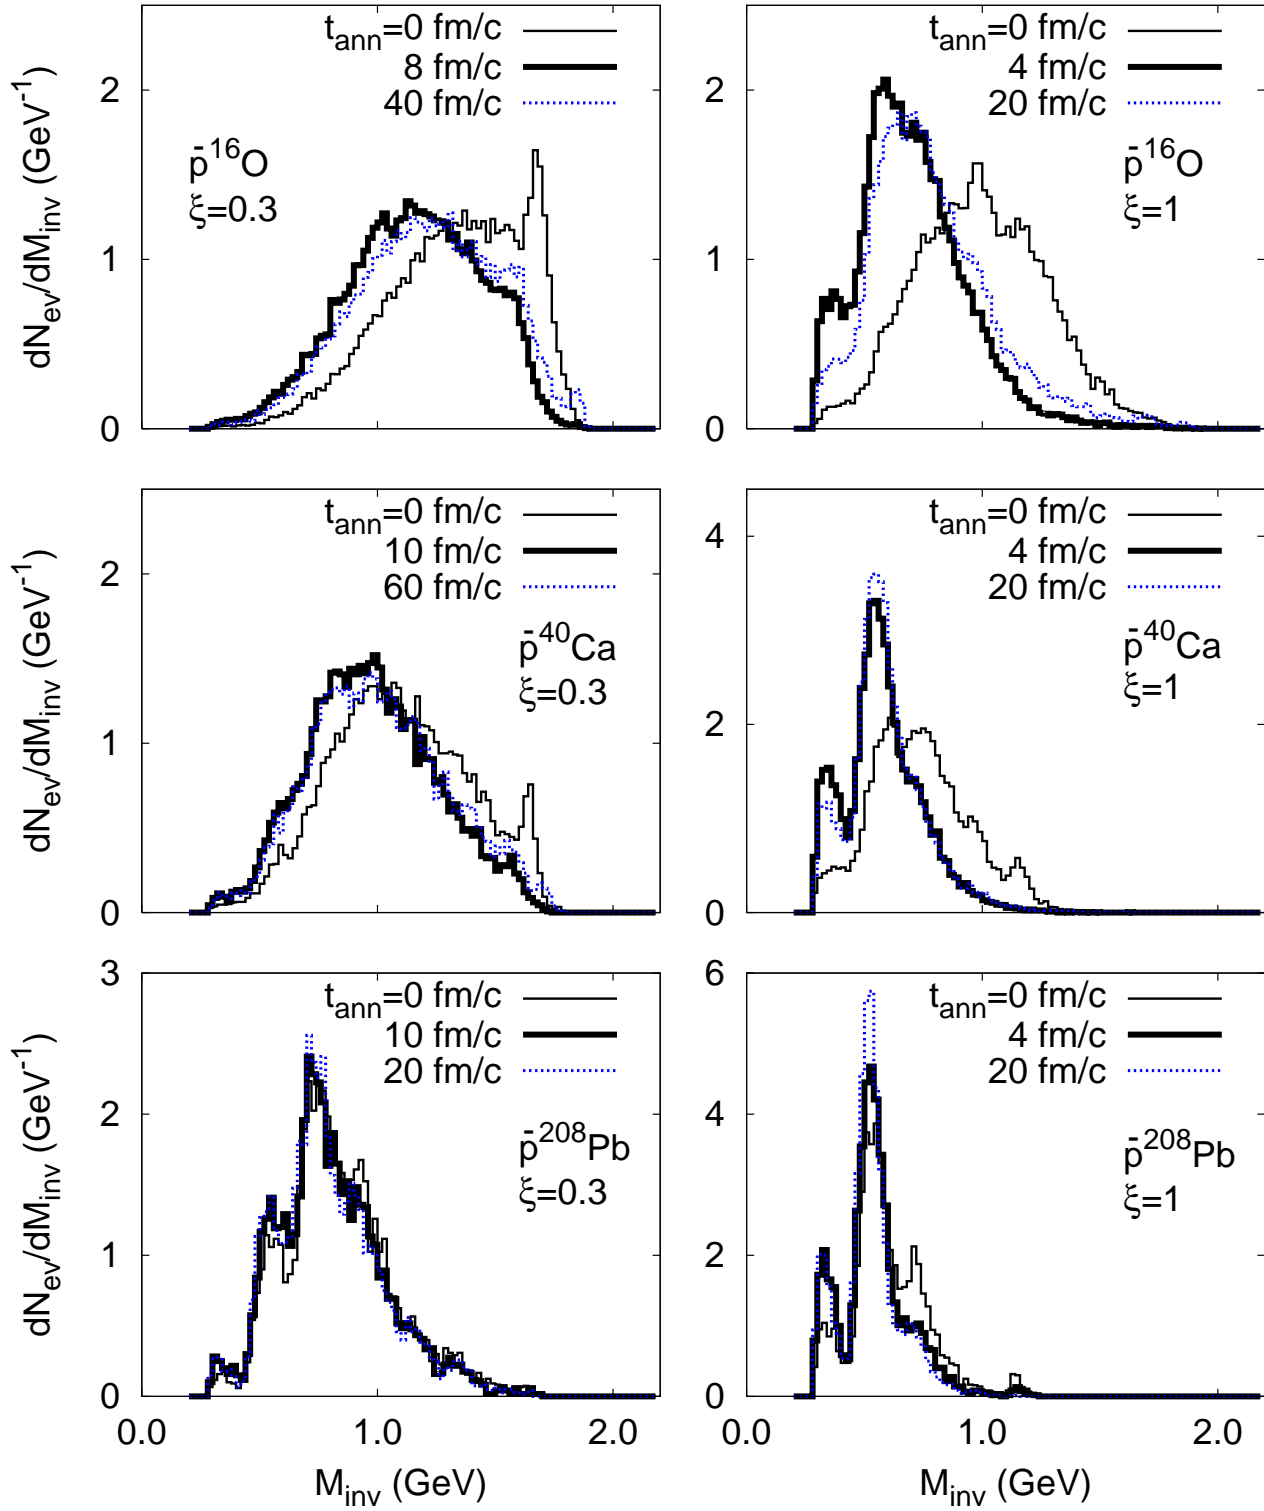 t_ann=0 fm/c
8 fm/c
40 fm/c
p̄¹⁶O
ξ=0.3
2
1
0
dN_ev/dM_inv (GeV⁻¹)
t_ann=0 fm/c
4 fm/c
20 fm/c
p̄¹⁶O
ξ=1
2
1
0
t_ann=0 fm/c
10 fm/c
60 fm/c
p̄⁴⁰Ca
ξ=0.3
2
1
0
dN_ev/dM_inv (GeV⁻¹)
t_ann=0 fm/c
4 fm/c
20 fm/c
p̄⁴⁰Ca
ξ=1
4
2
0
t_ann=0 fm/c
10 fm/c
20 fm/c
p̄²⁰⁸Pb
ξ=0.3
3
2
1
0
dN_ev/dM_inv (GeV⁻¹)
0.0 1.0 2.0
M_inv (GeV)
t_ann=0 fm/c
4 fm/c
20 fm/c
p̄²⁰⁸Pb
ξ=1
6
4
2
0
0.0 1.0 2.0
M_inv (GeV)